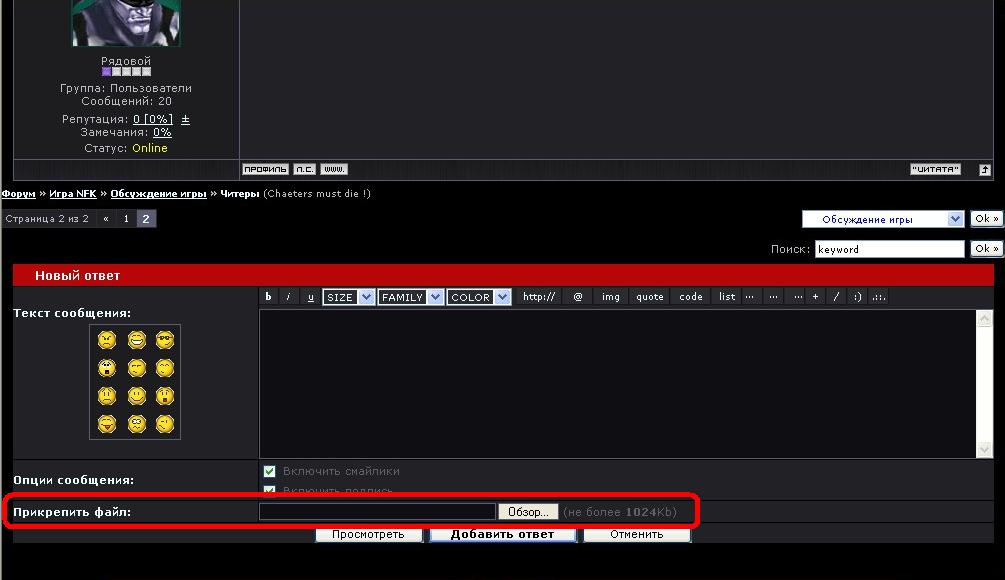 Рядовой
Группа: Пользователи
Сообщений: 20
Репутация: 0 [0%] ±
Замечания: 0%
Статус: Online
ПРОФИЛЬ Л.С. WWW. "ЦИТАТА"
Форум » Игра NFK » Обсуждение игры » Читеры (Chaeters must die !)
Страница 2 из 2 « 1 2 Обсуждение игры Ok »
Поиск: keyword Ok »
Новый ответ
b i u SIZE FAMILY COLOR http:// @ img quote code list ... ... ... + / :) .::.
Текст сообщения:
Опции сообщения:
Включить смайлики
Включить подпись
Прикрепить файл: Обзор... (не более 1024Kb)
Просмотреть Добавить ответ Отменить